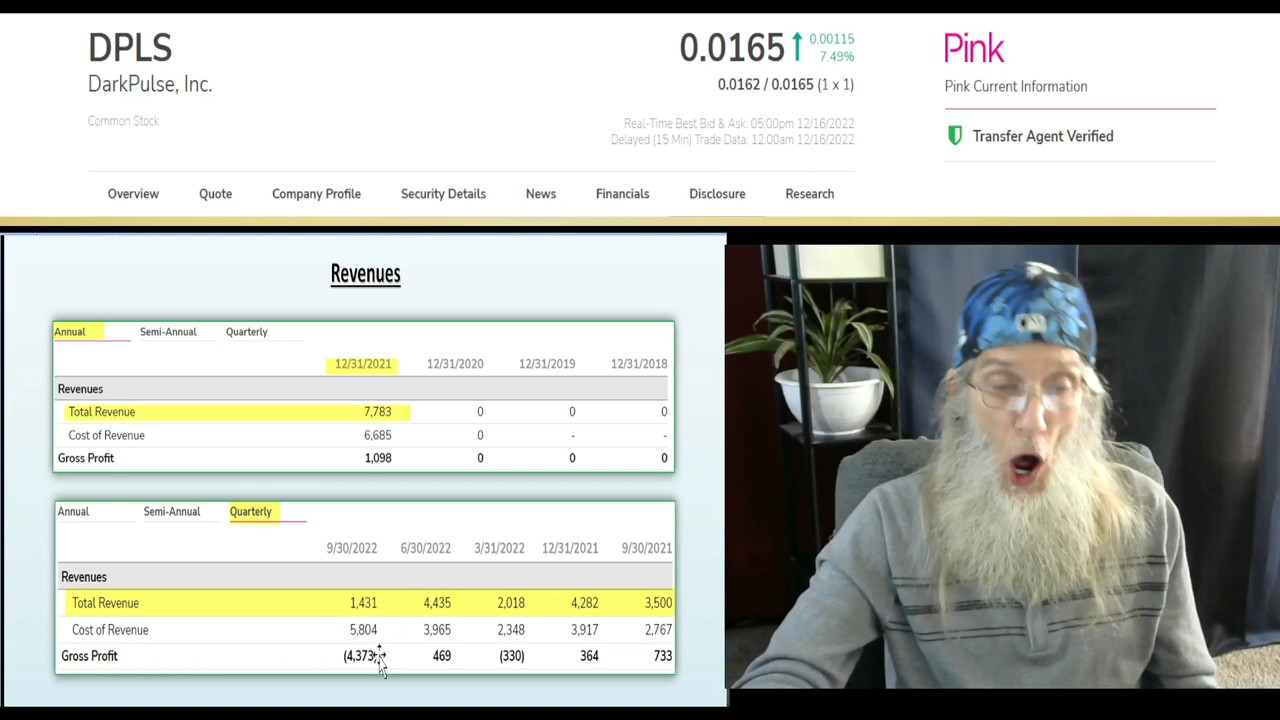 DPLS
DarkPulse, Inc.
Common Stock
0.0165 0.00115
7.49%
0.0162 / 0.0165 (1 x 1)
Real-Time Best Bid & Ask: 05:00pm 12/16/2022
Delayed (15 Min) Trade Data: 12:00am 12/16/2022
Pink
Pink Current Information
Transfer Agent Verified
Overview Quote Company Profile Security Details News Financials Disclosure Research
Revenues
Annual Semi-Annual Quarterly
12/31/2021 12/31/2020 12/31/2019 12/31/2018
Revenues
Total Revenue 7,783 0 0 0
Cost of Revenue 6,685 0 - -
Gross Profit 1,098 0 0 0
Annual Semi-Annual Quarterly
9/30/2022 6/30/2022 3/31/2022 12/31/2021 9/30/2021
Revenues
Total Revenue 1,431 4,435 2,018 4,282 3,500
Cost of Revenue 5,804 3,965 2,348 3,917 2,767
Gross Profit (4,373) 469 (330) 364 733